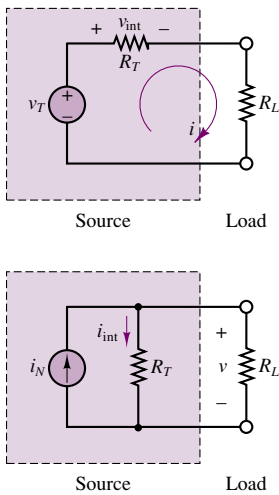 + v_int −
R_T
v_T + −
R_L
i
Source Load
i_N
i_int
R_T
+
v
−
R_L
Source Load